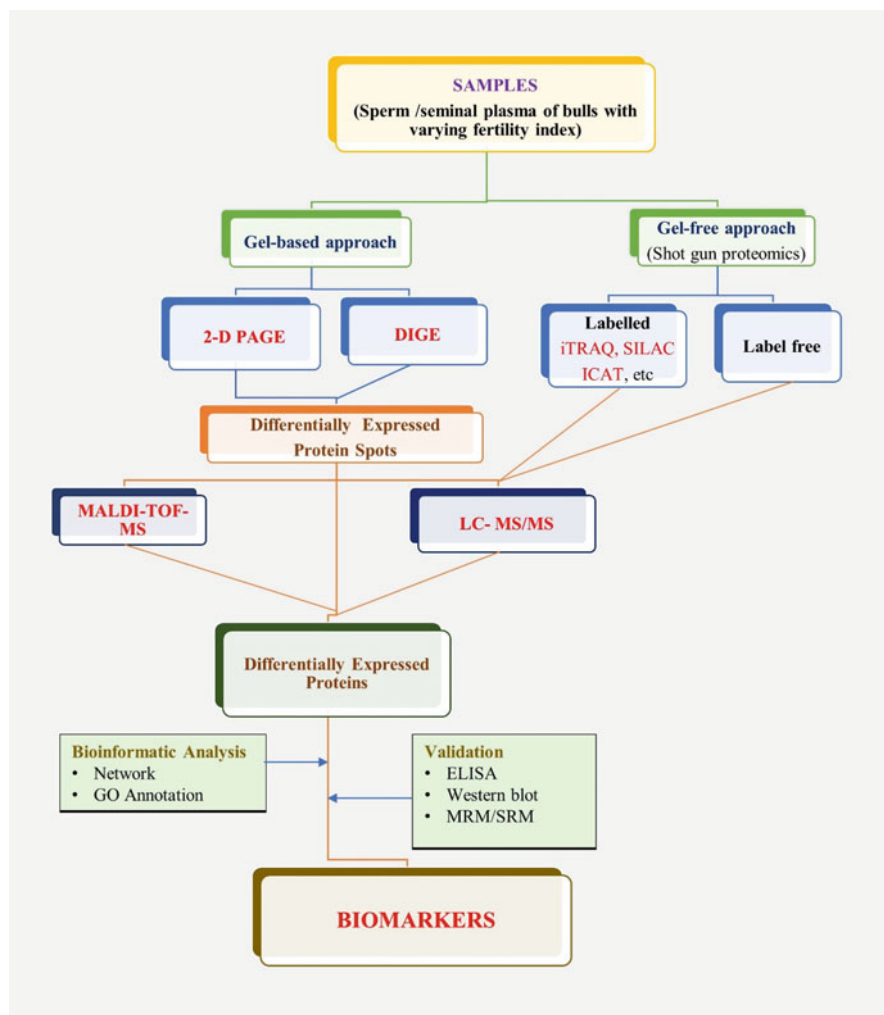 SAMPLES
(Sperm /seminal plasma of bulls with
varying fertility index)
Gel-based approach
Gel-free approach
(Shot gun proteomics)
2-D PAGE
DIGE
Labelled
iTRAQ, SILAC
ICAT, etc
Label free
Differentially Expressed
Protein Spots
MALDI-TOF-
MS
LC- MS/MS
Differentially Expressed
Proteins
Bioinformatic Analysis
• Network
• GO Annotation
Validation
• ELISA
• Western blot
• MRM/SRM
BIOMARKERS